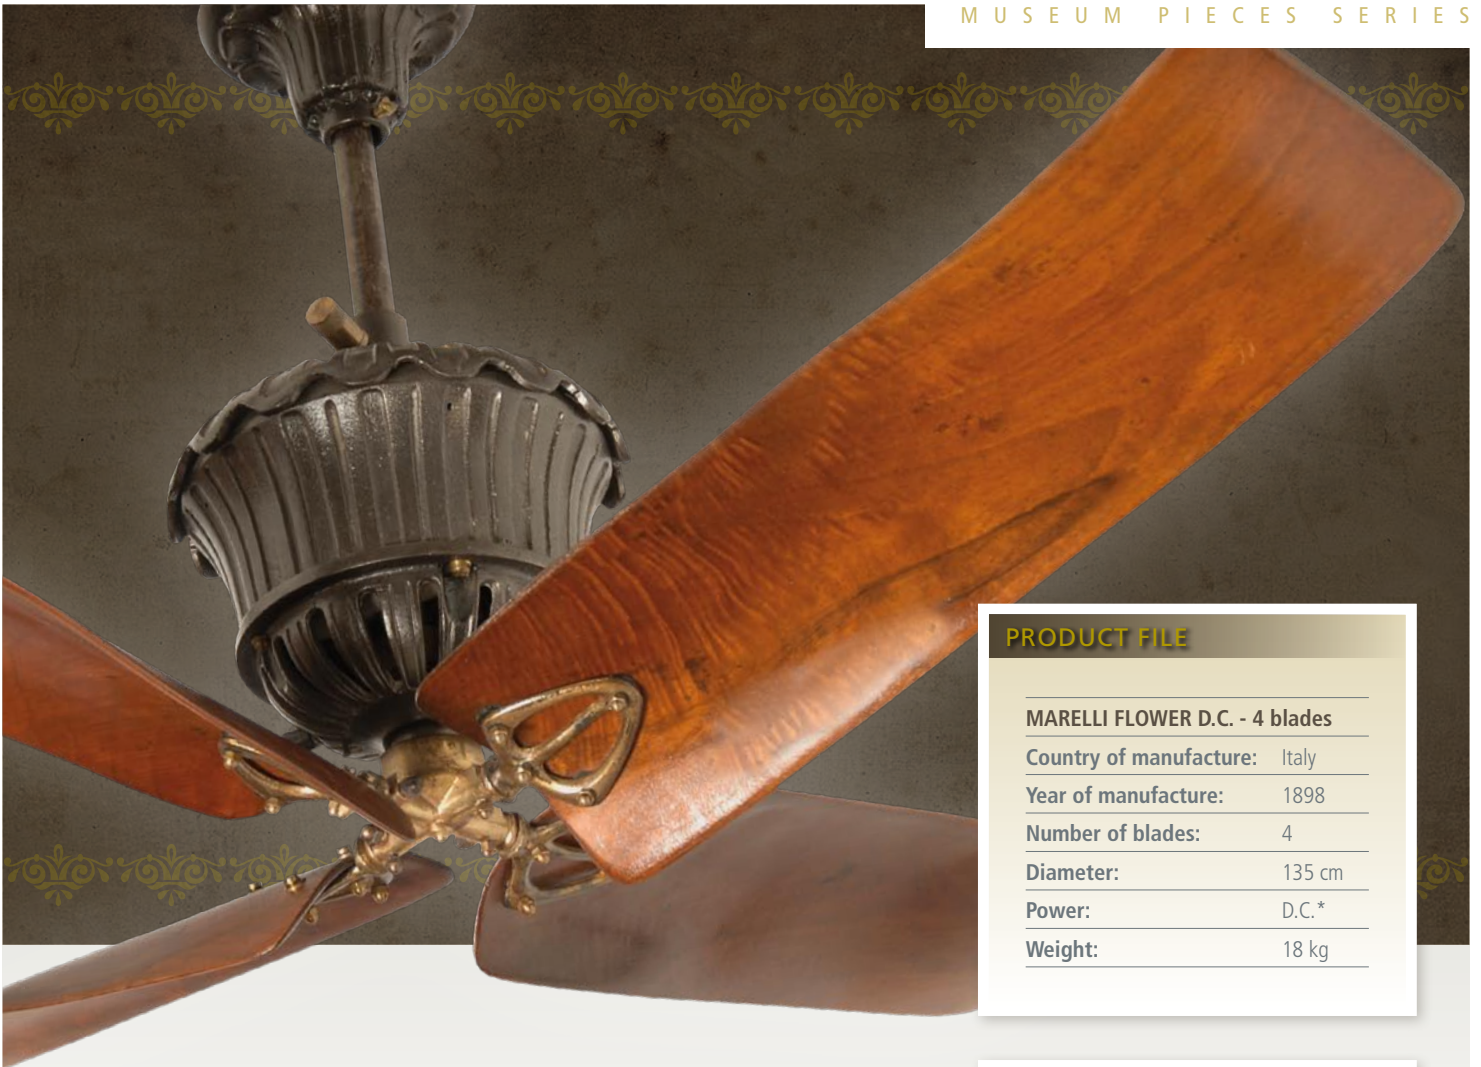 MUSEUM PIECES SERIES
PRODUCT FILE
MARELLI FLOWER D.C. - 4 blades
Country of manufacture: Italy
Year of manufacture: 1898
Number of blades: 4
Diameter: 135 cm
Power: D.C.*
Weight: 18 kg